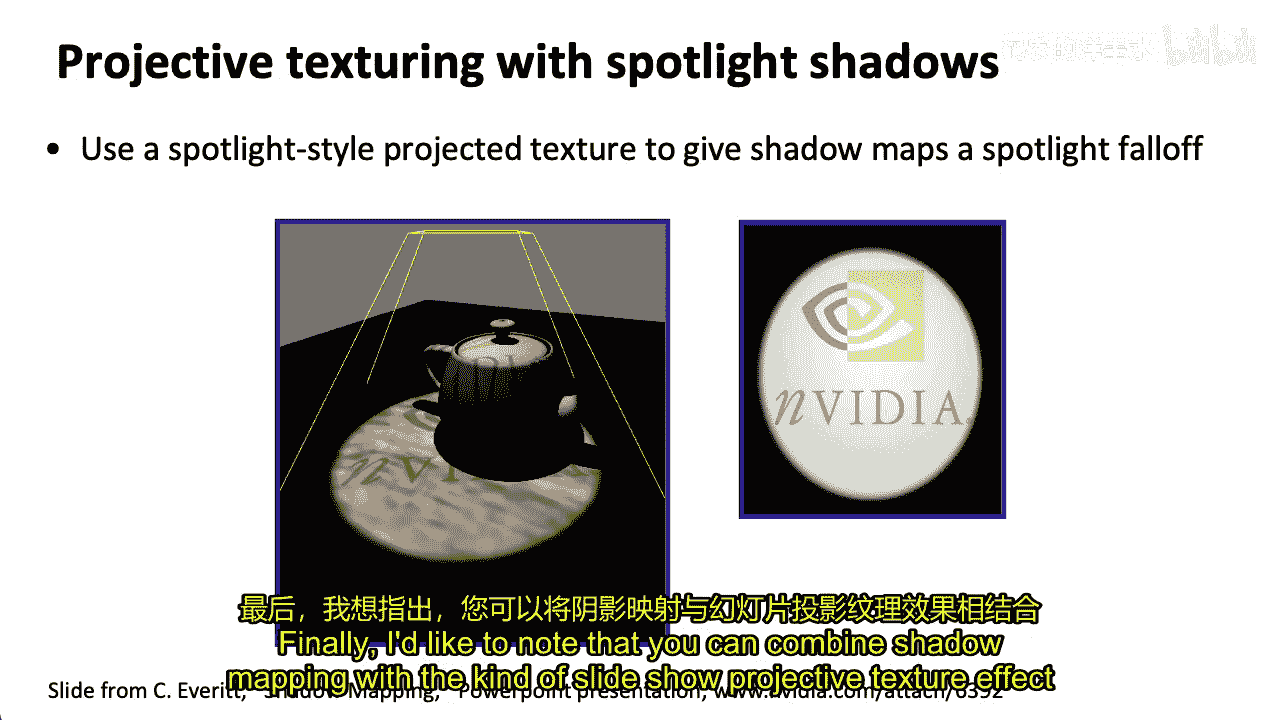 Projective texturing with spotlight shadows
• Use a spotlight-style projected texture to give shadow maps a spotlight falloff
nVIDIA
最后，我想指出，您可以将阴影映射与幻灯片投影纹理效果相结合
Finally, I'd like to note that you can combine shadow
mapping with the kind of slide show projective texture effect
Slide from C. Everitt, Mapping," Powerpoint presentation,